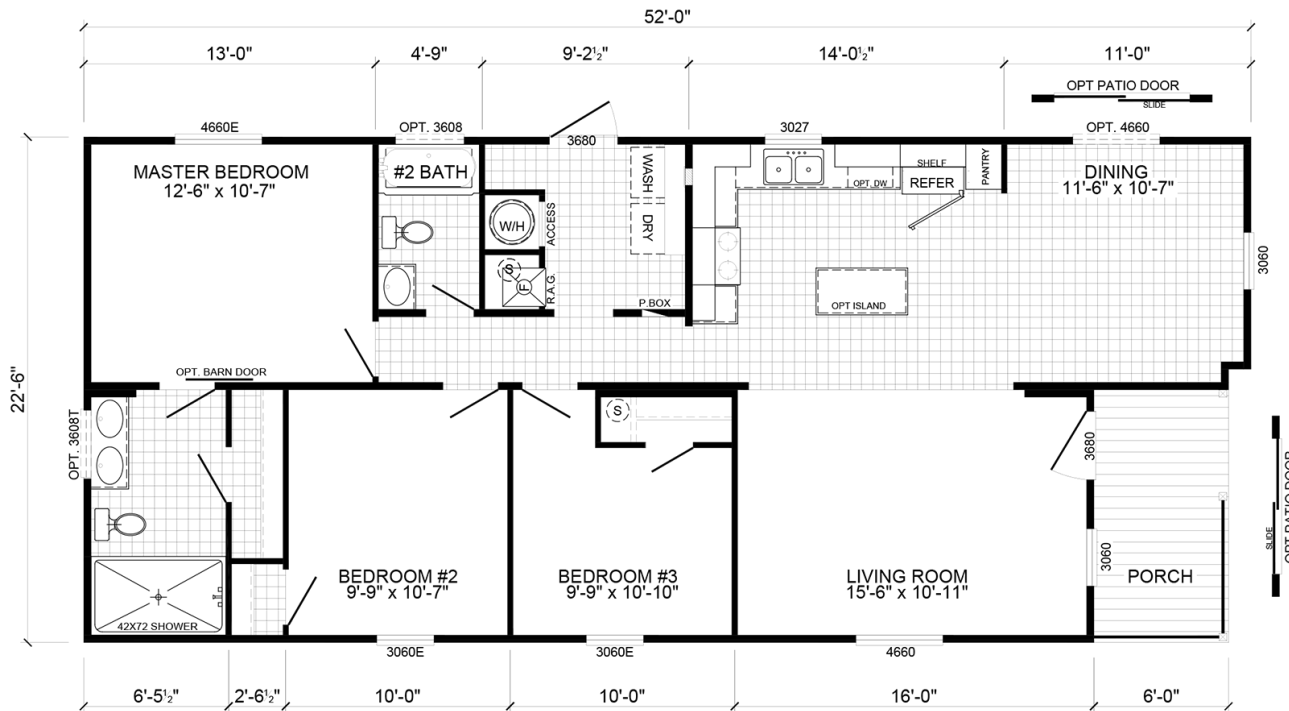 52'-0"
13'-0"
4'-9"
9'-2½"
14'-0½"
11'-0"
OPT PATIO DOOR
SLIDE
4660E
OPT. 3608
3680
3027
OPT. 4660
MASTER BEDROOM
12'-6" x 10'-7"
#2 BATH
WASH
DRY
W/H
ACCESS
S
F
R.A.G.
P.BOX
OPT. DW
SHELF
REFER
PANTRY
DINING
11'-6" x 10'-7"
3060
OPT ISLAND
22'-6"
OPT. BARN DOOR
OPT. 3608T
S
3680
3060
PORCH
SLIDE
OPT PATIO DOOR
BEDROOM #2
9'-9" x 10'-7"
BEDROOM #3
9'-9" x 10'-10"
LIVING ROOM
15'-6" x 10'-11"
42X72 SHOWER
3060E
3060E
4660
6'-5½"
2'-6½"
10'-0"
10'-0"
16'-0"
6'-0"